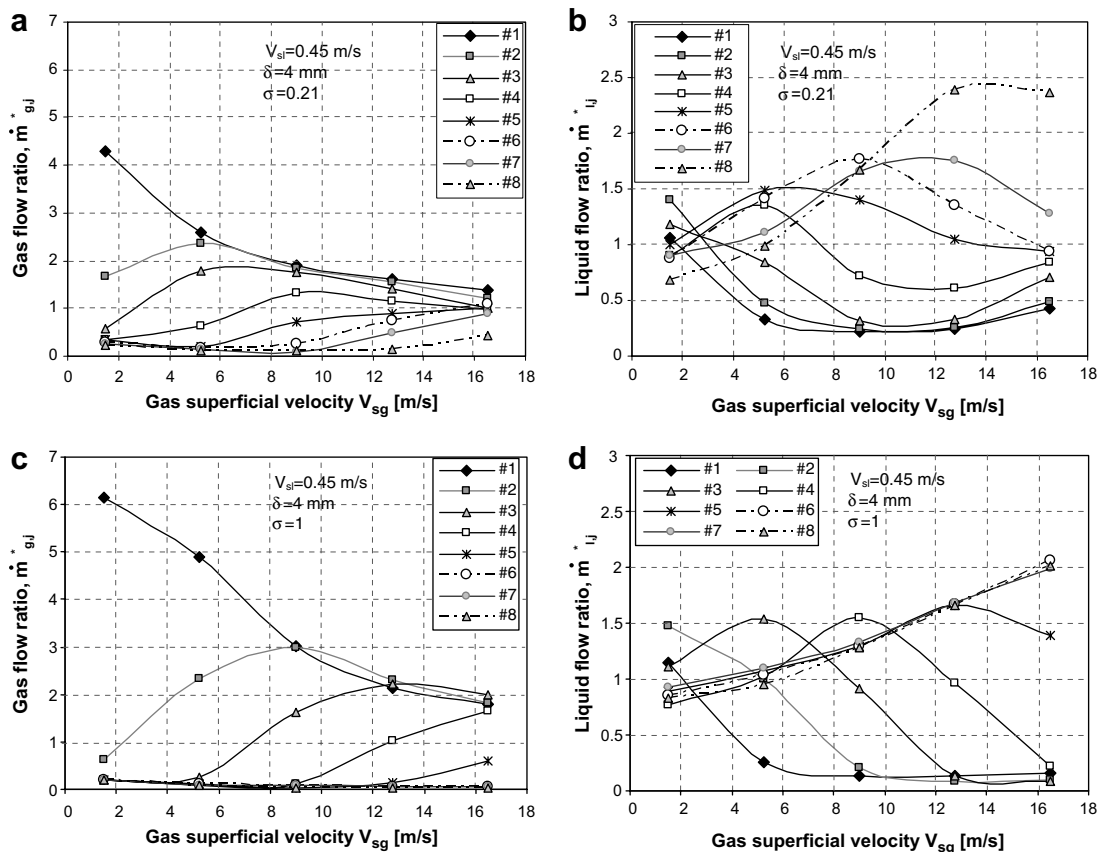 a
7
6
5
4
3
2
1
0
Gas flow ratio, ṁ*g,j
Vsl=0.45 m/s
δ=4 mm
σ=0.21
#1
#2
#3
#4
#5
#6
#7
#8
0 2 4 6 8 10 12 14 16 18
Gas superficial velocity Vsg [m/s]
b
3
2.5
2
1.5
1
0.5
0
Liquid flow ratio, ṁ*l,j
#1
#2
#3
#4
#5
#6
#7
#8
Vsl=0.45 m/s
δ=4 mm
σ=0.21
0 2 4 6 8 10 12 14 16 18
Gas superficial velocity Vsg [m/s]
c
7
6
5
4
3
2
1
0
Gas flow ratio, ṁ*g,j
Vsl=0.45 m/s
δ=4 mm
σ=1
#1
#2
#3
#4
#5
#6
#7
#8
0 2 4 6 8 10 12 14 16 18
Gas superficial velocity Vsg [m/s]
d
3
2.5
2
1.5
1
0.5
0
Liquid flow ratio, ṁ*l,j
#1 #2
#3 #4
#5 #6
#7 #8
Vsl=0.45 m/s
δ=4 mm
σ=1
0 2 4 6 8 10 12 14 16 18
Gas superficial velocity Vsg [m/s]